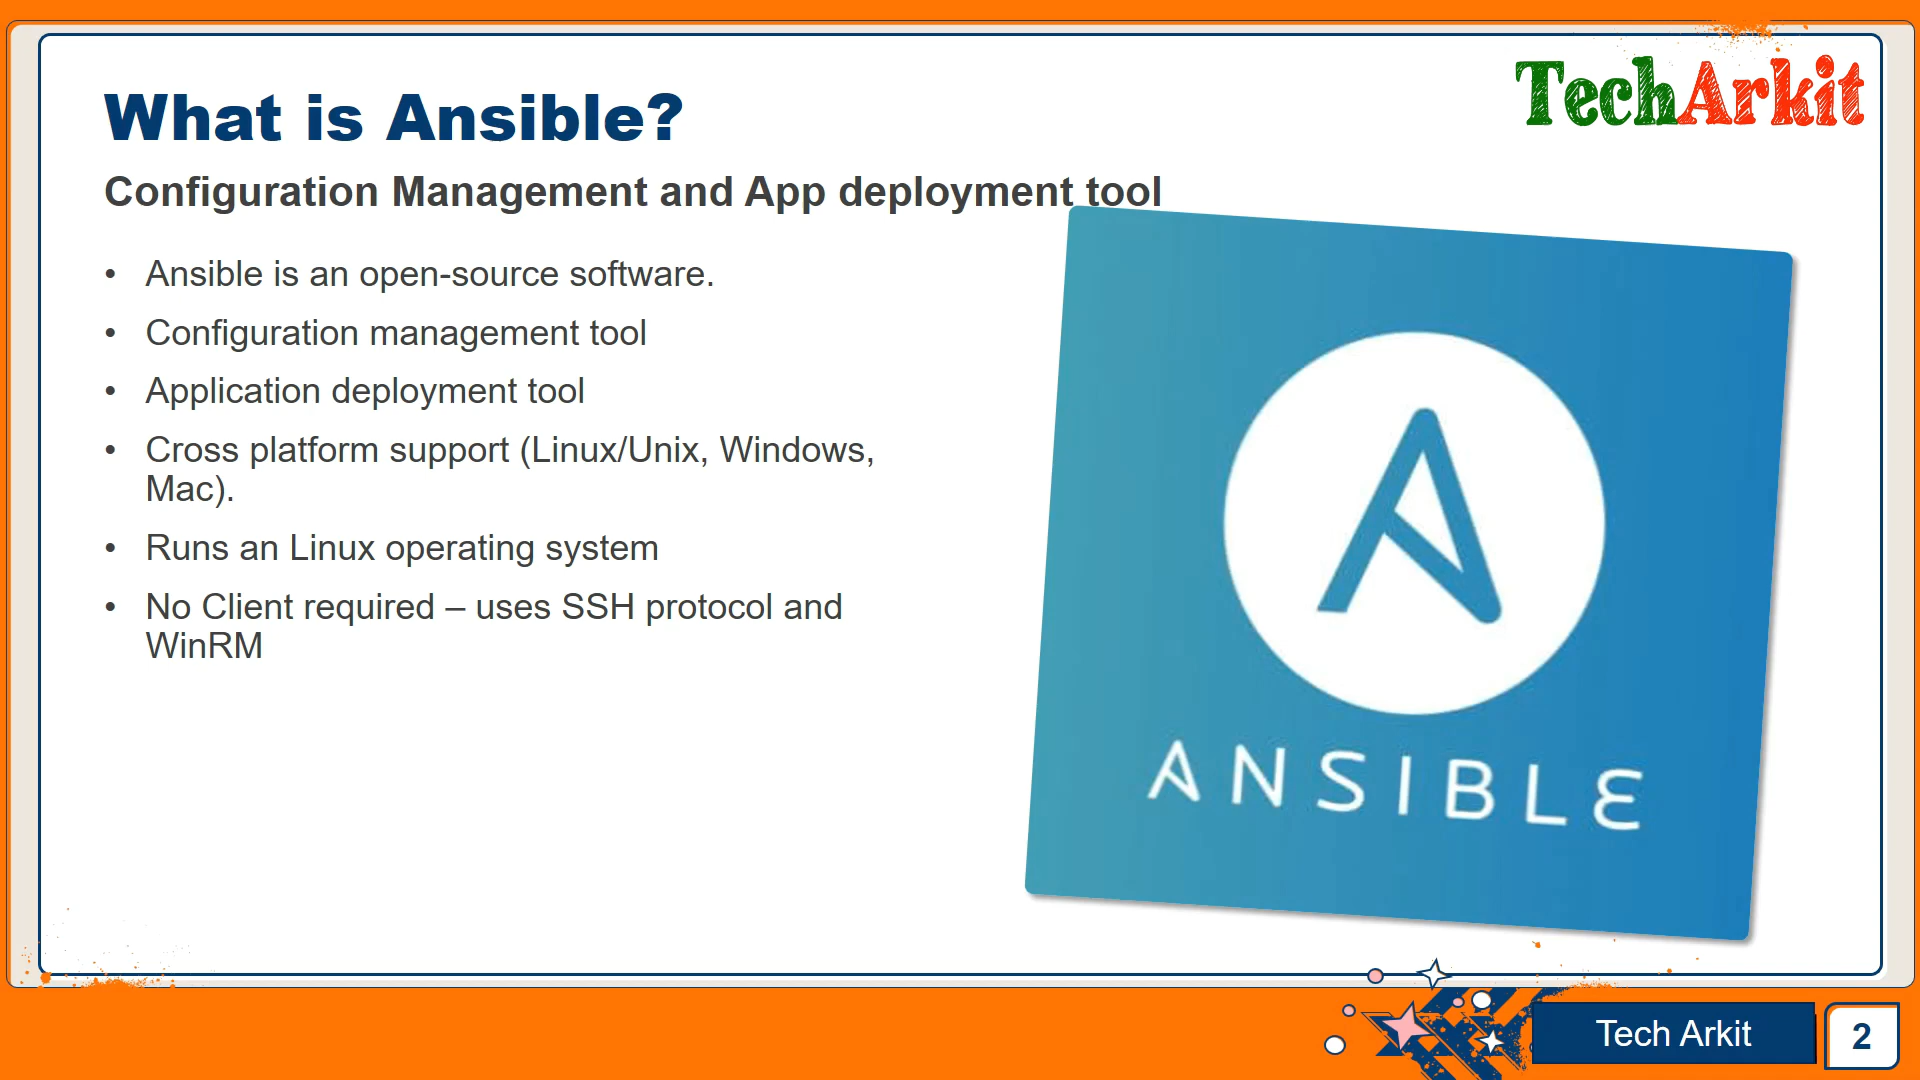 TechArkit
What is Ansible?
Configuration Management and App deployment tool
• Ansible is an open-source software.
• Configuration management tool
• Application deployment tool
• Cross platform support (Linux/Unix, Windows,
Mac).
• Runs an Linux operating system
• No Client required – uses SSH protocol and
WinRM
ANSIBLE
Tech Arkit
2